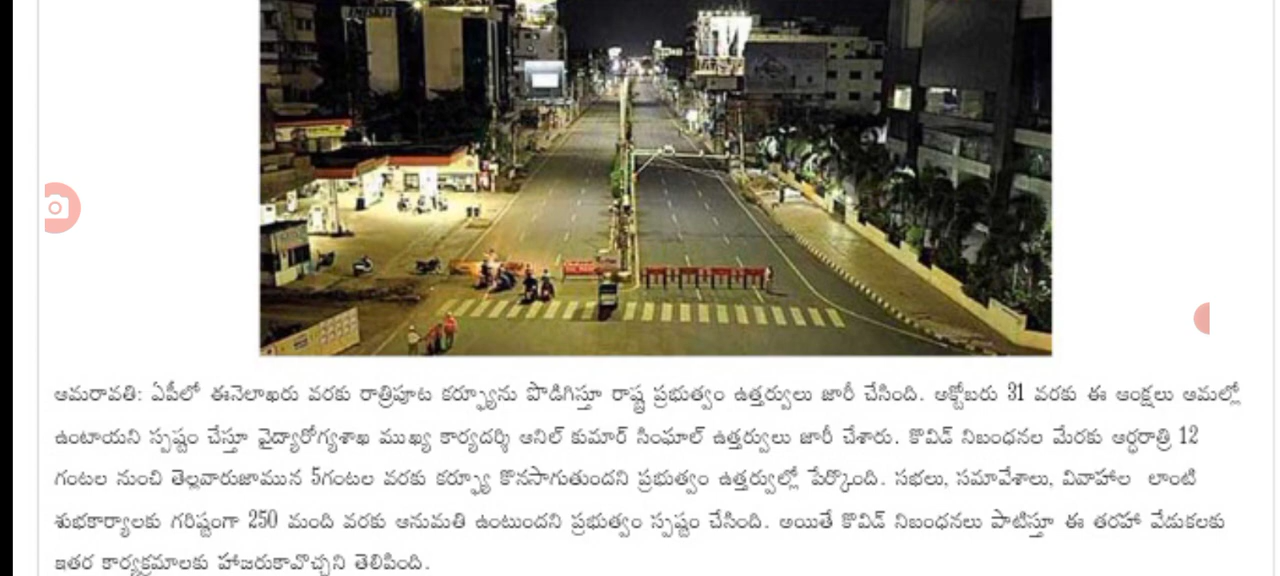 అమరావతి: ఏపీలో ఈనెలాఖరు వరకు రాత్రిపూట కర్ఫ్యూను పొడిగిస్తూ రాష్ట్ర ప్రభుత్వం ఉత్తర్వులు జారీ చేసింది. అక్టోబరు 31 వరకు ఈ ఆంక్షలు అమల్లో
ఉంటాయని స్పష్టం చేస్తూ వైద్యారోగ్యశాఖ ముఖ్య కార్యదర్శి అనిల్ కుమార్ సింఘాల్ ఉత్తర్వులు జారీ చేశారు. కొవిడ్ నిబంధనల మేరకు అర్ధరాత్రి 12
గంటల నుంచి తెల్లవారుజామున 5గంటల వరకు కర్ఫ్యూ కొనసాగుతుందని ప్రభుత్వం ఉత్తర్వుల్లో పేర్కొంది. సభలు, సమావేశాలు, వివాహాల లాంటి
శుభకార్యాలకు గరిష్టంగా 250 మంది వరకు అనుమతి ఉంటుందని ప్రభుత్వం స్పష్టం చేసింది. అయితే కొవిడ్ నిబంధనలు పాటిస్తూ ఈ తరహా వేడుకలకు
ఇతర కార్యక్రమాలకు హాజరుకావొచ్చని తెలిపింది.